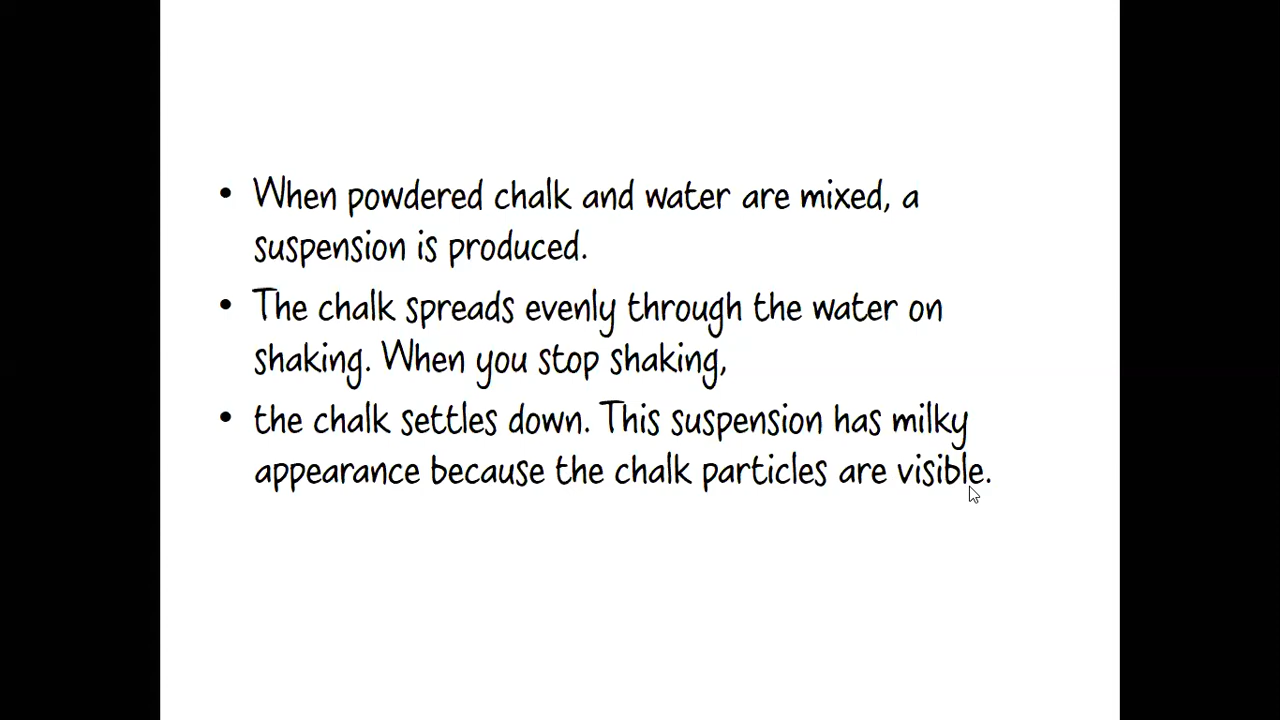 • When powdered chalk and water are mixed, a
suspension is produced.
• The chalk spreads evenly through the water on
shaking. When you stop shaking,
• the chalk settles down. This suspension has milky
appearance because the chalk particles are visible.